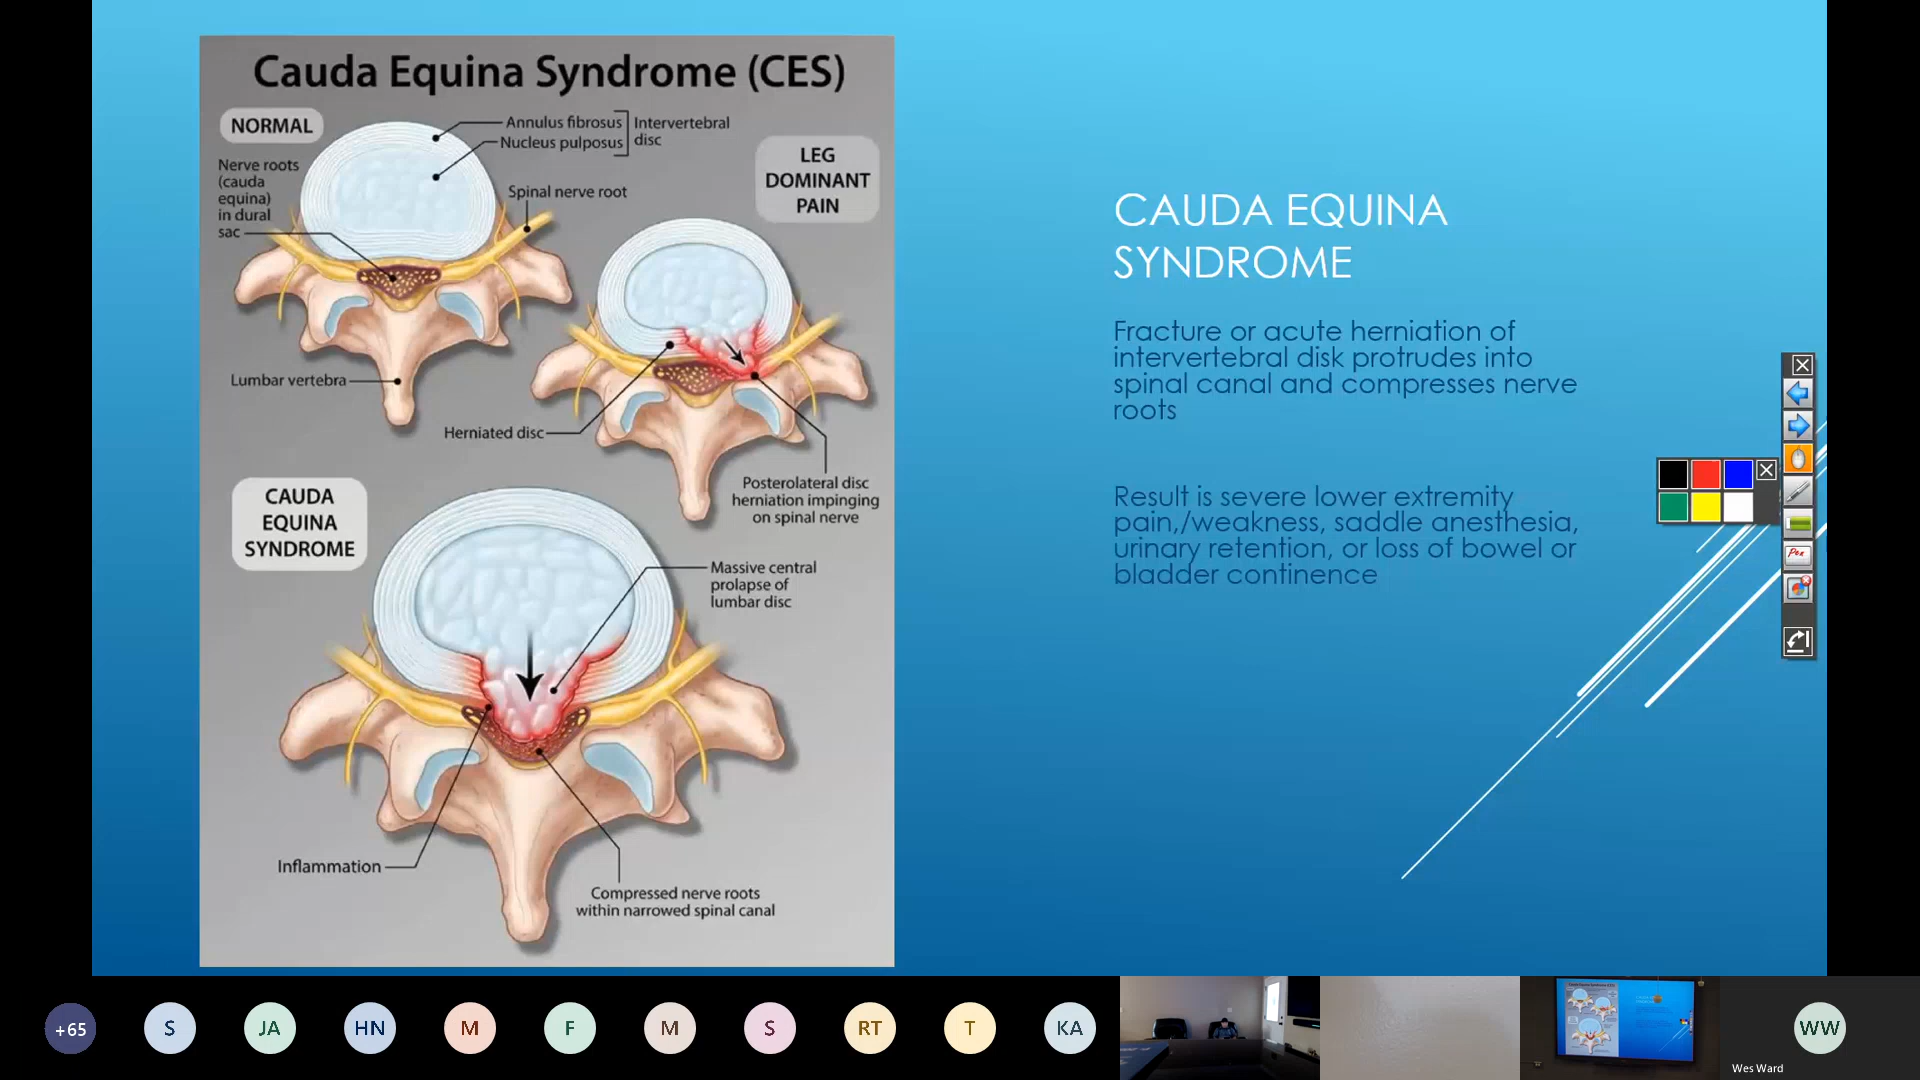 Cauda Equina Syndrome (CES)
NORMAL
Annulus fibrosus
Nucleus pulposus
Intervertebral
disc
Nerve roots
(cauda
equina)
in dural
sac
Spinal nerve root
LEG
DOMINANT
PAIN
Lumbar vertebra
Herniated disc
Posterolateral disc
herniation impinging
on spinal nerve
CAUDA
EQUINA
SYNDROME
Massive central
prolapse of
lumbar disc
Inflammation
Compressed nerve roots
within narrowed spinal canal
CAUDA EQUINA
SYNDROME
Fracture or acute herniation of
intervertebral disk protrudes into
spinal canal and compresses nerve
roots
Result is severe lower extremity
pain,/weakness, saddle anesthesia,
urinary retention, or loss of bowel or
bladder continence
Pen
+65
S
JA
HN
M
F
M
S
RT
T
KA
WW
Wes Ward